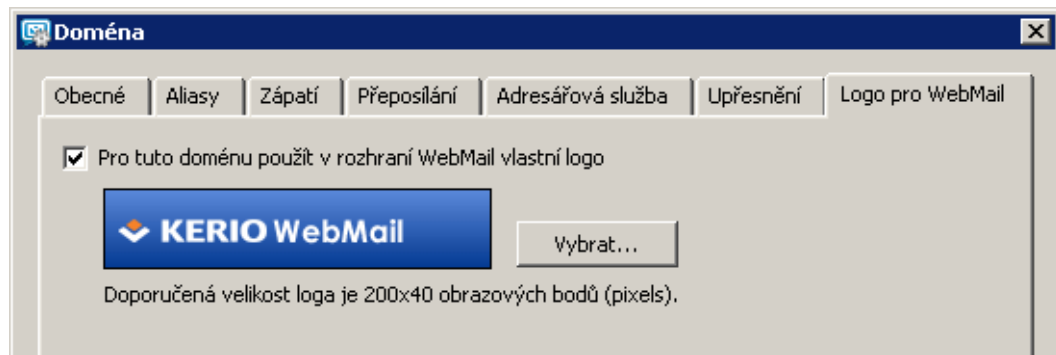 Doména
Obecné Aliasy Zápatí Přeposílání Adresářová služba Upřesnění Logo pro WebMail
Pro tuto doménu použít v rozhraní WebMail vlastní logo
KERIO WebMail
Vybrat...
Doporučená velikost loga je 200x40 obrazových bodů (pixels).